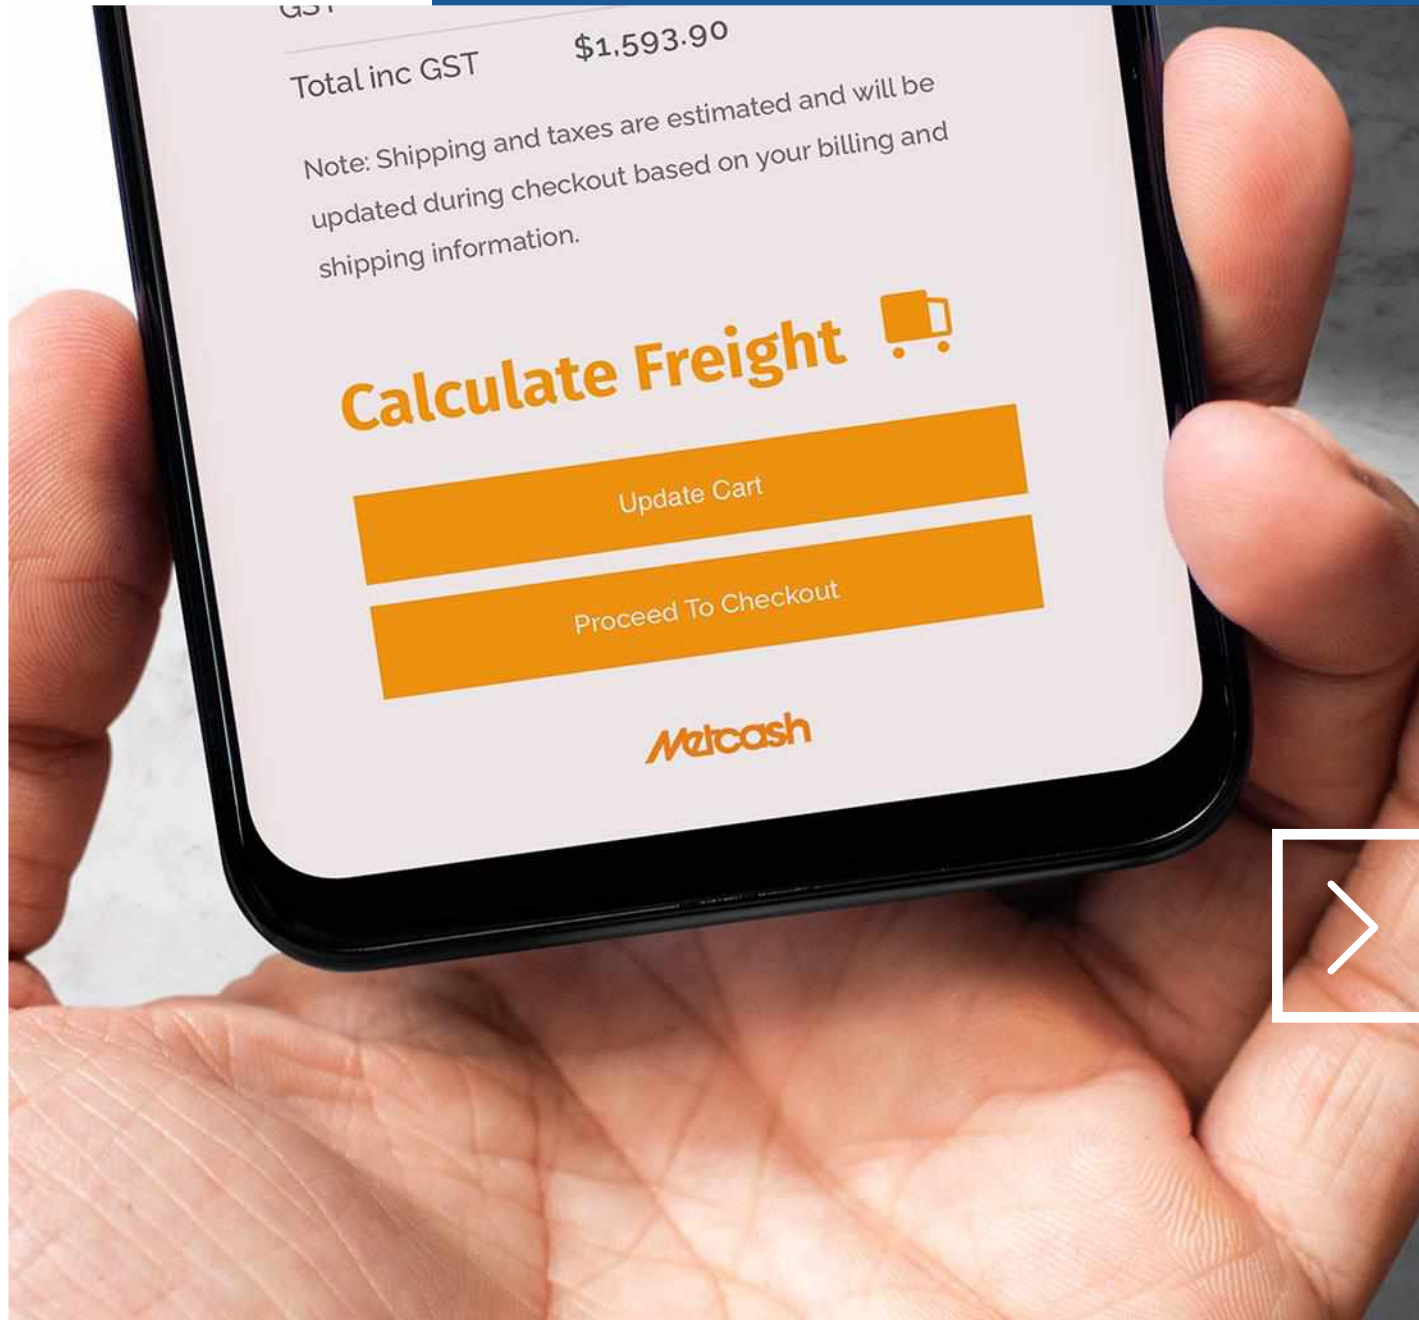 GST
Total inc GST $1,593.90
Note: Shipping and taxes are estimated and will be
updated during checkout based on your billing and
shipping information.
Calculate Freight
Update Cart
Proceed To Checkout
Metcash